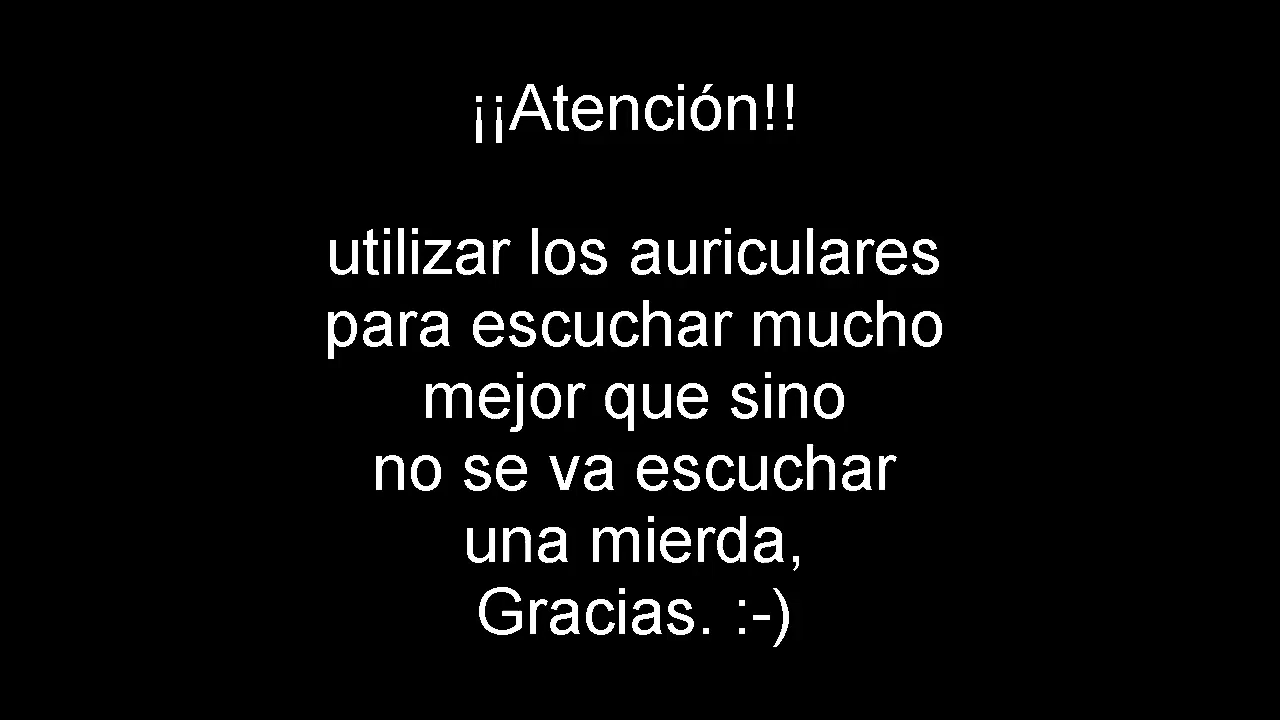 ¡¡Atención!!
utilizar los auriculares
para escuchar mucho
mejor que sino
no se va escuchar
una mierda,
Gracias. :-)